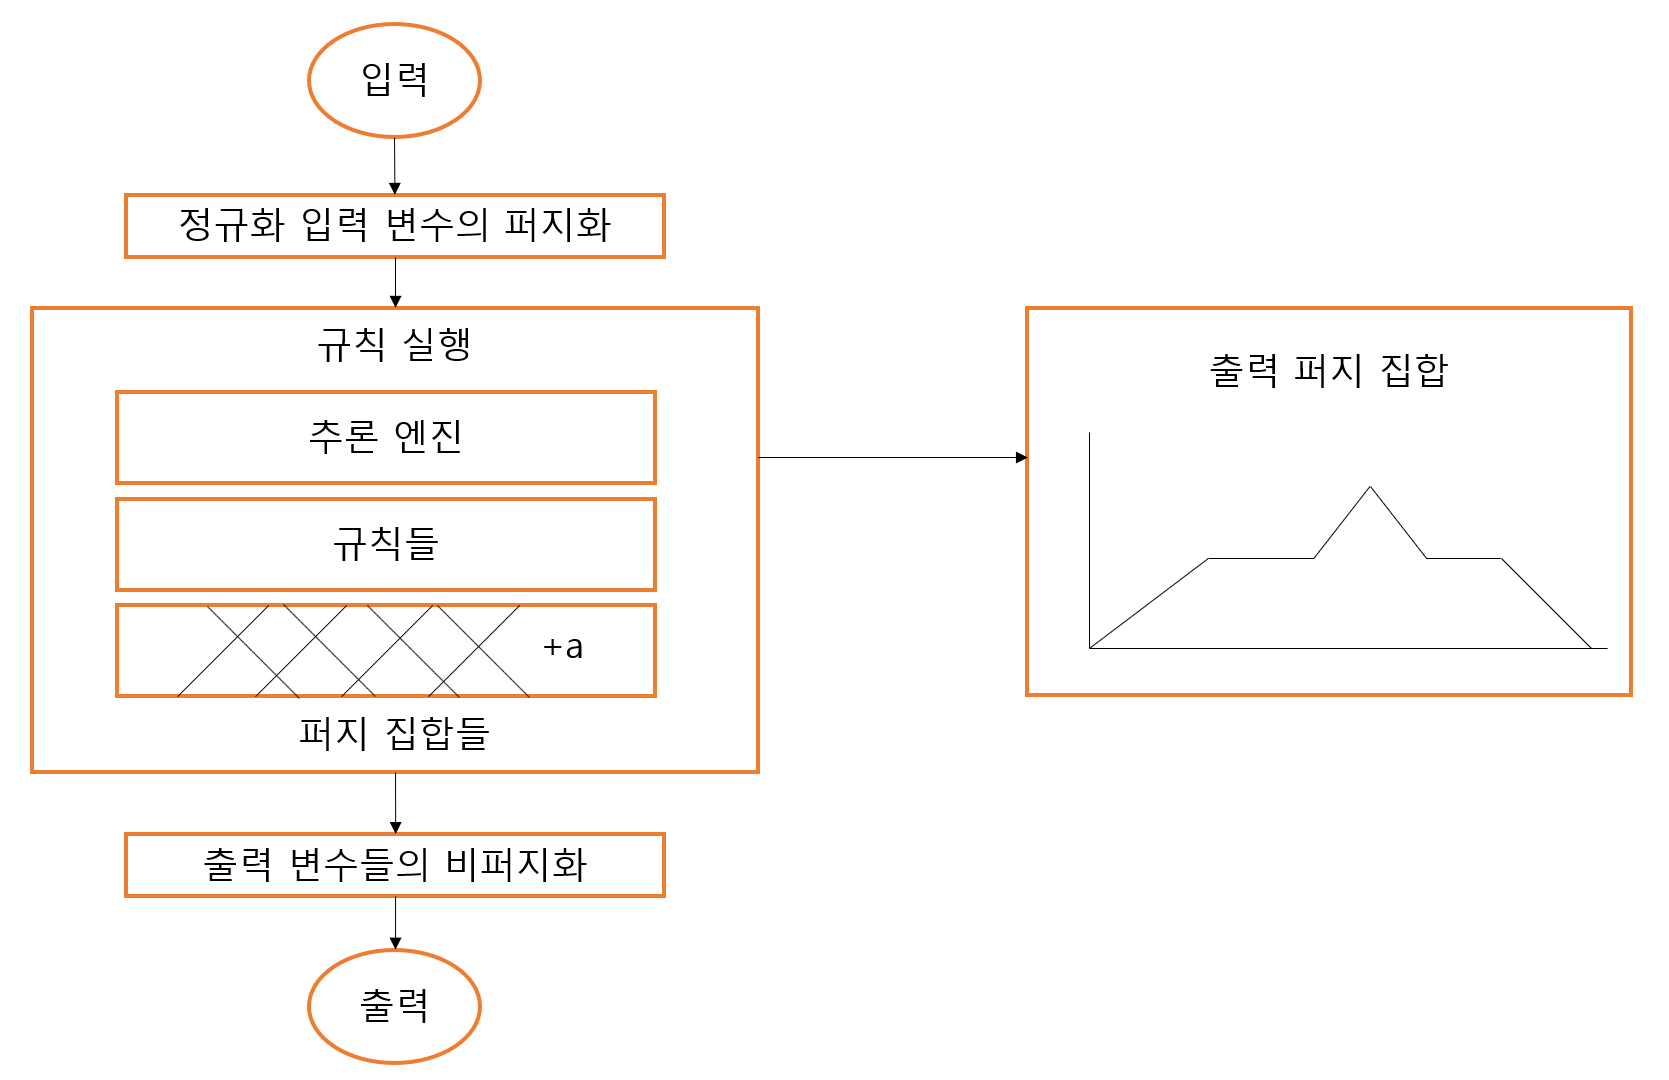 입력
정규화 입력 변수의 퍼지화
규칙 실행
추론 엔진
규칙들
+a
퍼지 집합들
출력 퍼지 집합
출력 변수들의 비퍼지화
출력